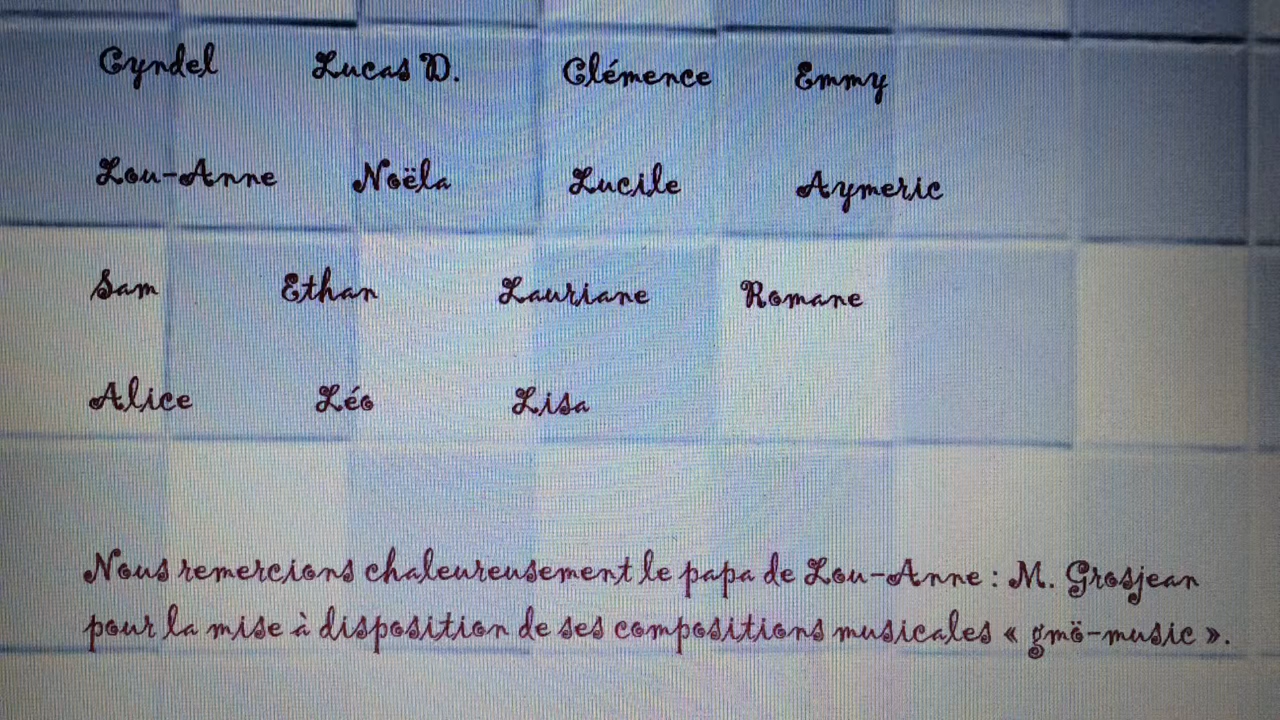 Cyndel Lucas D. Clémence Emmy
Lou-Anne Noëla Lucile Aymeric
Sam Ethan Lauriane Romane
Alice Léo Lisa
Nous remercions chaleureusement le papa de Lou-Anne : M. Grosjean
pour la mise à disposition de ses compositions musicales « gmö-music ».